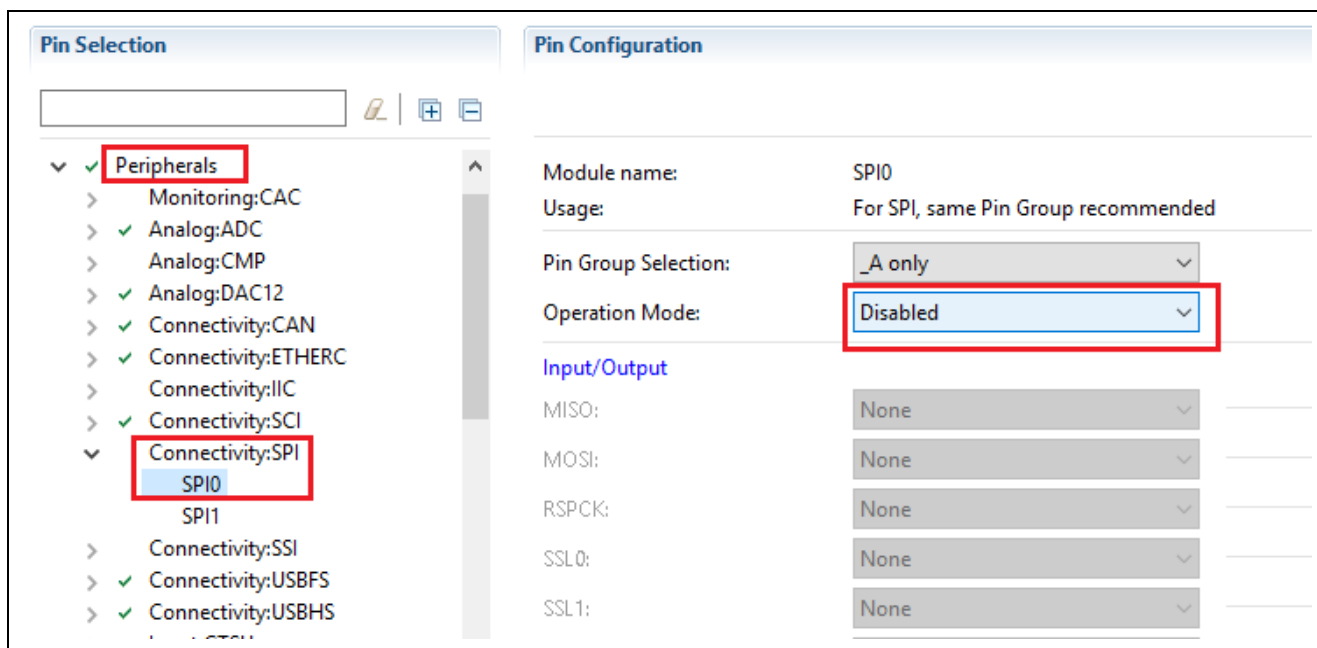 Pin Selection
Peripherals
Monitoring:CAC
Analog:ADC
Analog:CMP
Analog:DAC12
Connectivity:CAN
Connectivity:ETHERC
Connectivity:IIC
Connectivity:SCI
Connectivity:SPI
SPI0
SPI1
Connectivity:SSI
Connectivity:USBFS
Connectivity:USBHS
Pin Configuration
Module name: SPI0
Usage: For SPI, same Pin Group recommended
Pin Group Selection: _A only
Operation Mode: Disabled
Input/Output
MISO: None
MOSI: None
RSPCK: None
SSL0: None
SSL1: None